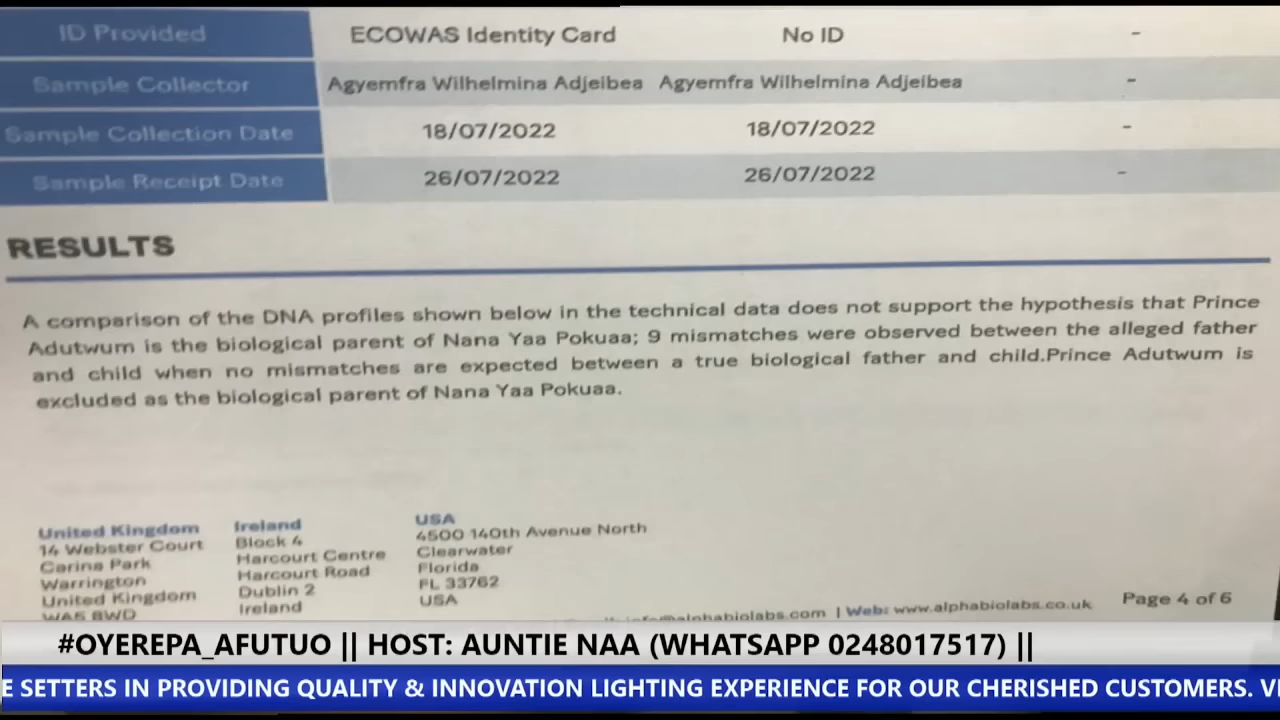 ID Provided ECOWAS Identity Card No ID -
Sample Collector Agyemfra Wilhelmina Adjeibea Agyemfra Wilhelmina Adjeibea -
Sample Collection Date 18/07/2022 18/07/2022 -
Sample Receipt Date 26/07/2022 26/07/2022 -
RESULTS
A comparison of the DNA profiles shown below in the technical data does not support the hypothesis that Prince
Adutwum is the biological parent of Nana Yaa Pokuaa; 9 mismatches were observed between the alleged father
and child when no mismatches are expected between a true biological father and child.Prince Adutwum is
excluded as the biological parent of Nana Yaa Pokuaa.
United Kingdom
14 Webster Court
Carina Park
Warrington
United Kingdom
WA5 8WD
Ireland
Block 4
Harcourt Centre
Harcourt Road
Dublin 2
Ireland
USA
4500 140th Avenue North
Clearwater
Florida
FL 33762
USA
info@alphabiolabs.com | Web: www.alphabiolabs.co.uk
Page 4 of 6
#OYEREPA_AFUTUO || HOST: AUNTIE NAA (WHATSAPP 0248017517) ||
E SETTERS IN PROVIDING QUALITY & INNOVATION LIGHTING EXPERIENCE FOR OUR CHERISHED CUSTOMERS. VI